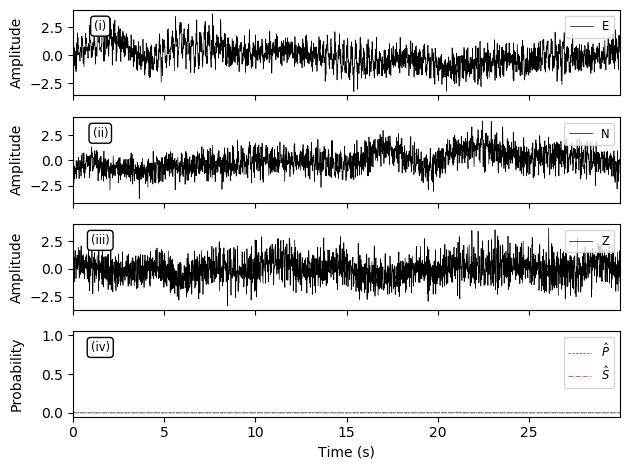 Amplitude
2.5
0.0
−2.5
(i)
E
Amplitude
2.5
0.0
−2.5
(ii)
N
Amplitude
2.5
0.0
−2.5
(iii)
Z
Probability
1.0
0.5
0.0
(iv)
P̂
Ŝ
0 5 10 15 20 25
Time (s)